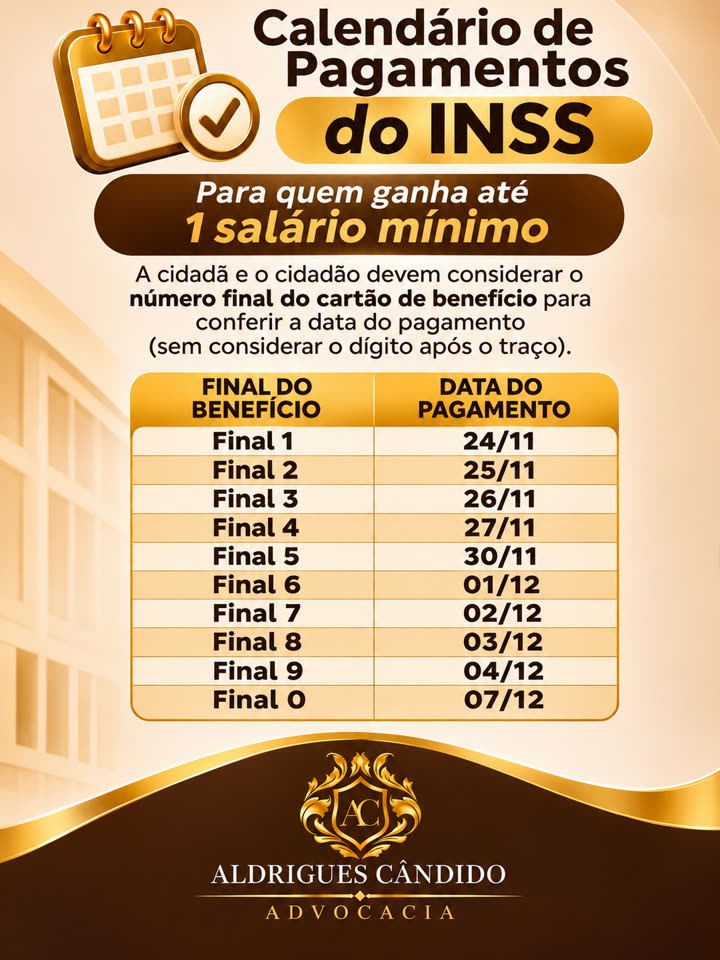 Calendário de
Pagamentos
do INSS
Para quem ganha até
1 salário mínimo
A cidadã e o cidadão devem considerar o
número final do cartão de benefício para
conferir a data do pagamento
(sem considerar o dígito após o traço).
FINAL DO BENEFÍCIO DATA DO PAGAMENTO
Final 1 24/11
Final 2 25/11
Final 3 26/11
Final 4 27/11
Final 5 30/11
Final 6 01/12
Final 7 02/12
Final 8 03/12
Final 9 04/12
Final 0 07/12
AC
ALDRIGUES CÂNDIDO
ADVOCACIA